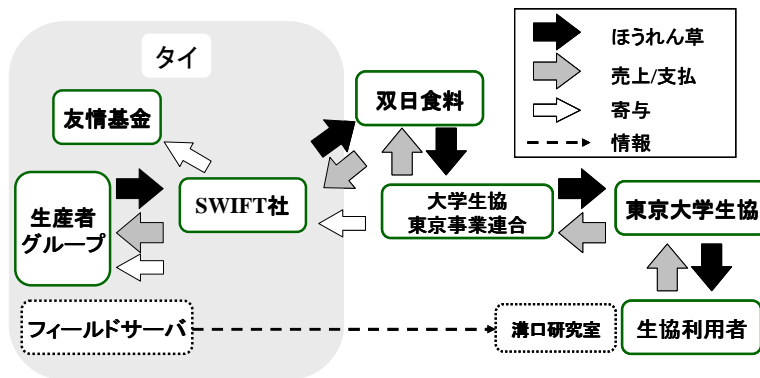 タイ
友情基金
生産者
グループ
SWIFT社
フィールドサーバ
双日食料
大学生協
東京事業連合
東京大学生協
溝口研究室
生協利用者
ほうれん草
売上/支払
寄与
情報